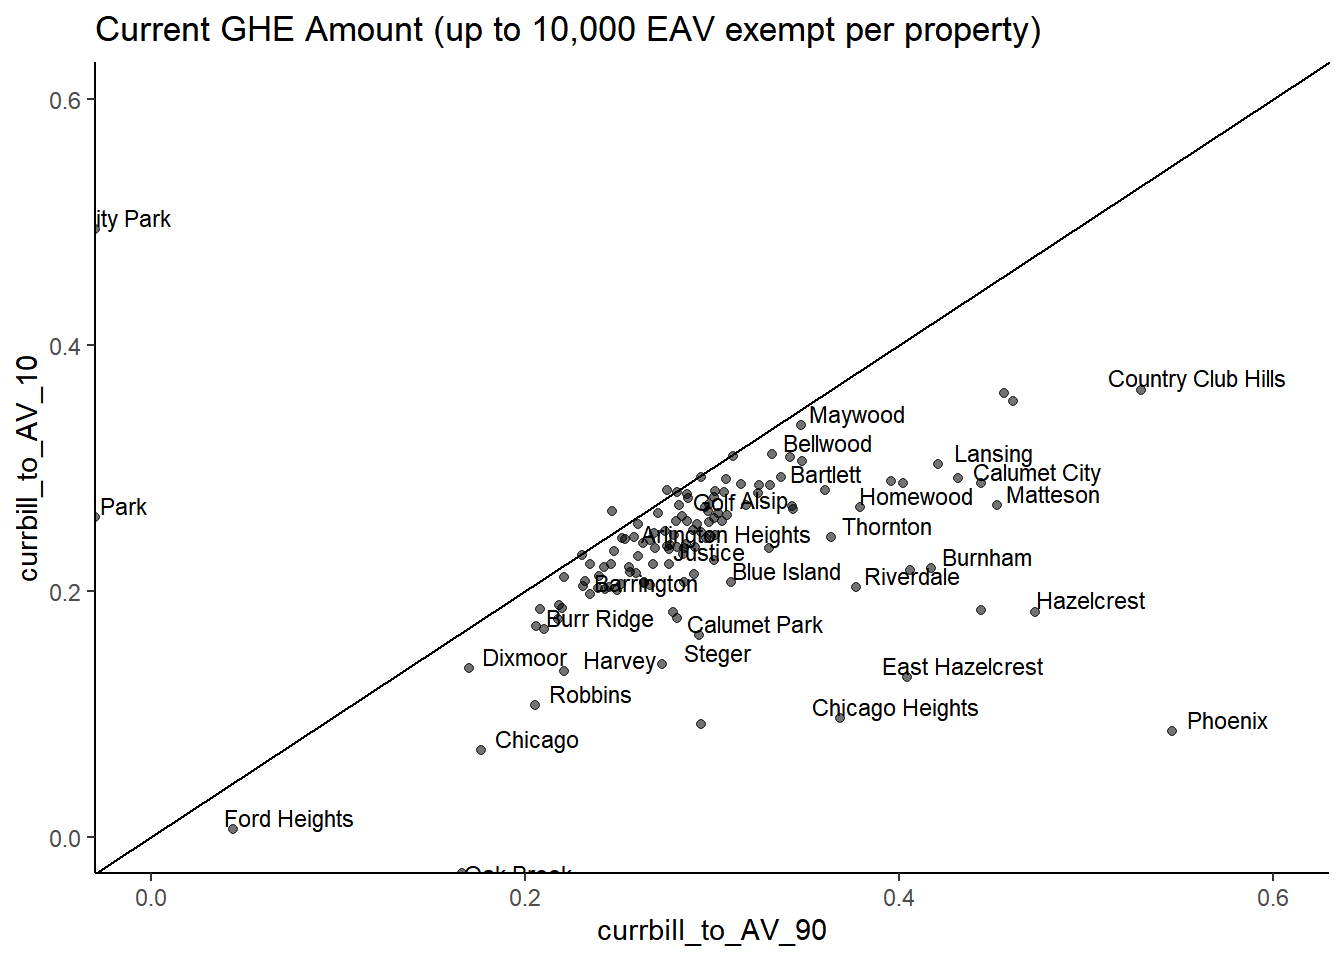 Current GHE Amount (up to 10,000 EAV exempt per property)
0.6
ity Park
0.4
Country Club Hills
Maywood
Bellwood
Lansing
Bartlett
Calumet City
Golf
Alsip
Homewood
Matteson
Park
Thornton
Arlington Heights
Justice
Burnham
Blue Island
Riverdale
0.2
Barrington
Hazelcrest
Burr Ridge
Calumet Park
Dixmoor
Harvey
Steger
East Hazelcrest
Robbins
Chicago Heights
Phoenix
Chicago
Ford Heights
0.0
Oak Brook
0.0
0.2
0.4
0.6
currbill_to_AV_90
currbill_to_AV_10